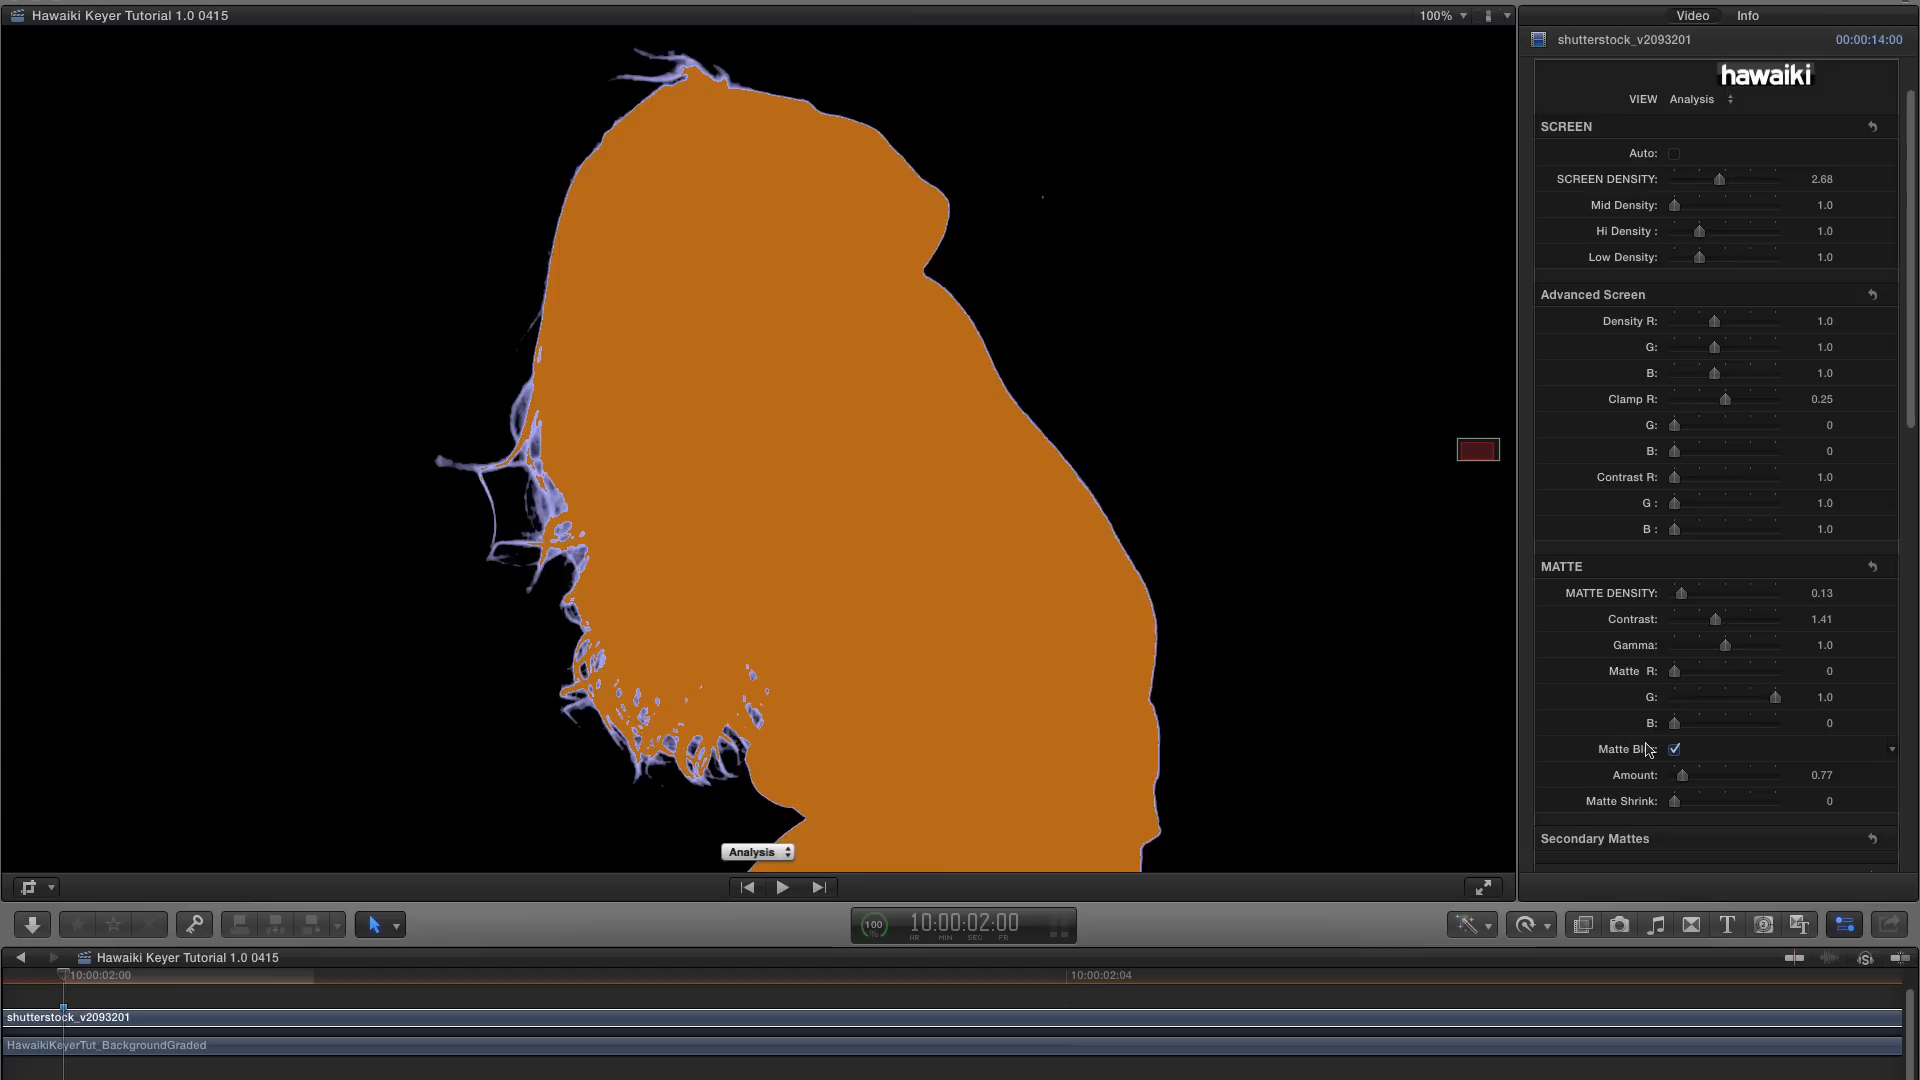 Hawaiki Keyer Tutorial 1.0 0415
100%
Video
Info
shutterstock_v2093201
00:00:14:00
hawaiki
VIEW Analysis
SCREEN
Auto:
SCREEN DENSITY: 2.68
Mid Density: 1.0
Hi Density : 1.0
Low Density: 1.0
Advanced Screen
Density R: 1.0
G: 1.0
B: 1.0
Clamp R: 0.25
G: 0
B: 0
Contrast R: 1.0
G : 1.0
B : 1.0
MATTE
MATTE DENSITY: 0.13
Contrast: 1.41
Gamma: 1.0
Matte R: 0
G: 1.0
B: 0
Matte
Amount: 0.77
Matte Shrink: 0
Secondary Mattes
Analysis
100
%
10:00:02:00
HR MIN SEC FR
Hawaiki Keyer Tutorial 1.0 0415
10:00:02:00
10:00:02:04
shutterstock_v2093201
HawaikiKeyerTut_BackgroundGraded